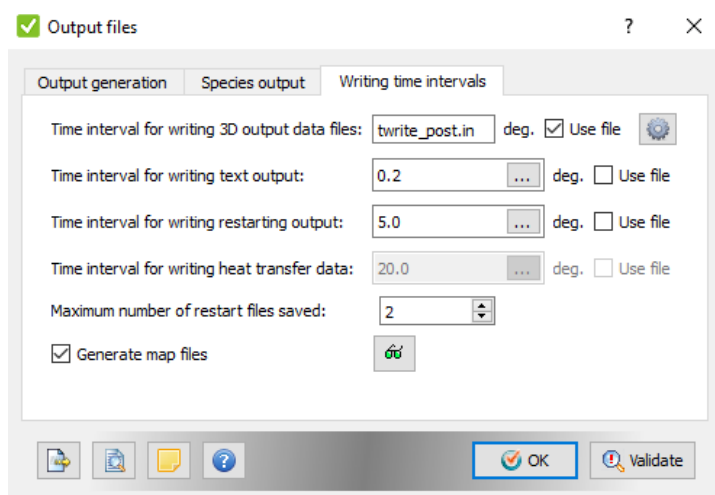 Output files ?
Output generation Species output Writing time intervals
Time interval for writing 3D output data files: twrite_post.in deg. Use file
Time interval for writing text output: 0.2 ... deg. Use file
Time interval for writing restarting output: 5.0 ... deg. Use file
Time interval for writing heat transfer data: 20.0 ... deg. Use file
Maximum number of restart files saved: 2
Generate map files
? OK Validate